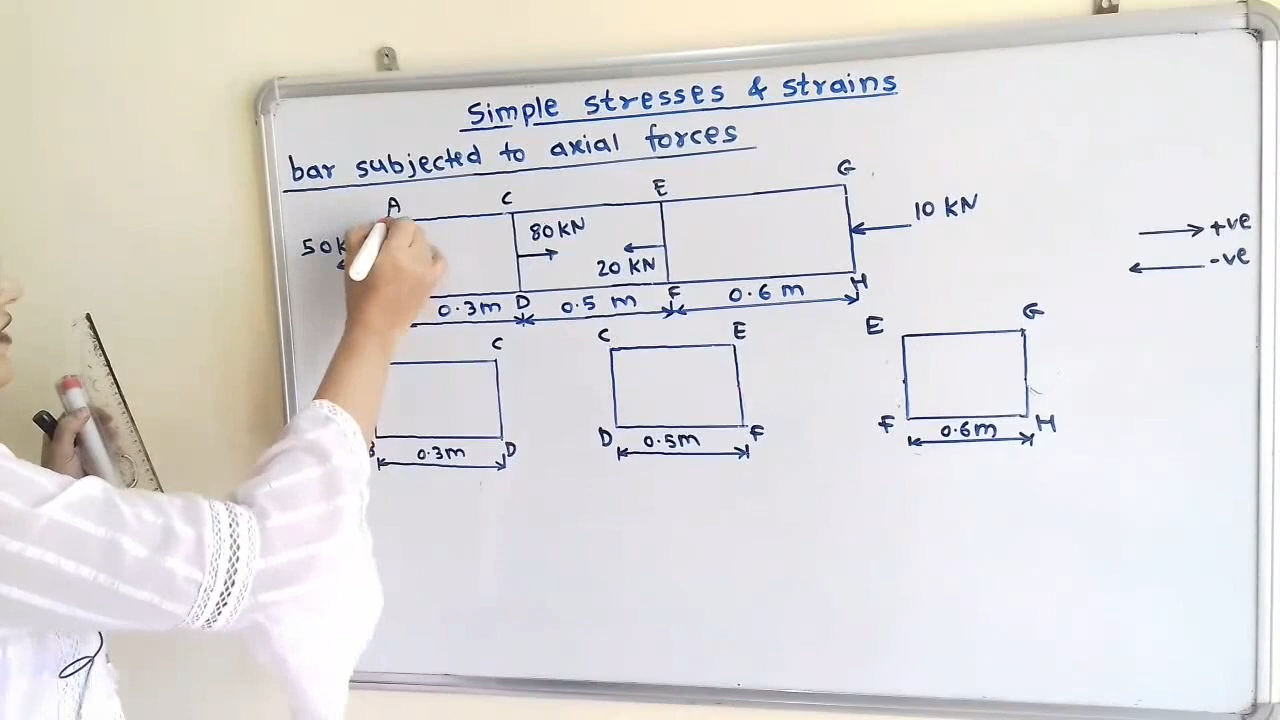 Simple stresses & strains
bar subjected to axial forces
A C E G
50 80 KN 20 KN 10 KN
+ve
-ve
0.3m D 0.5 m F 0.6 m H
C C E E G
B 0.3m D D 0.5m F F 0.6m H